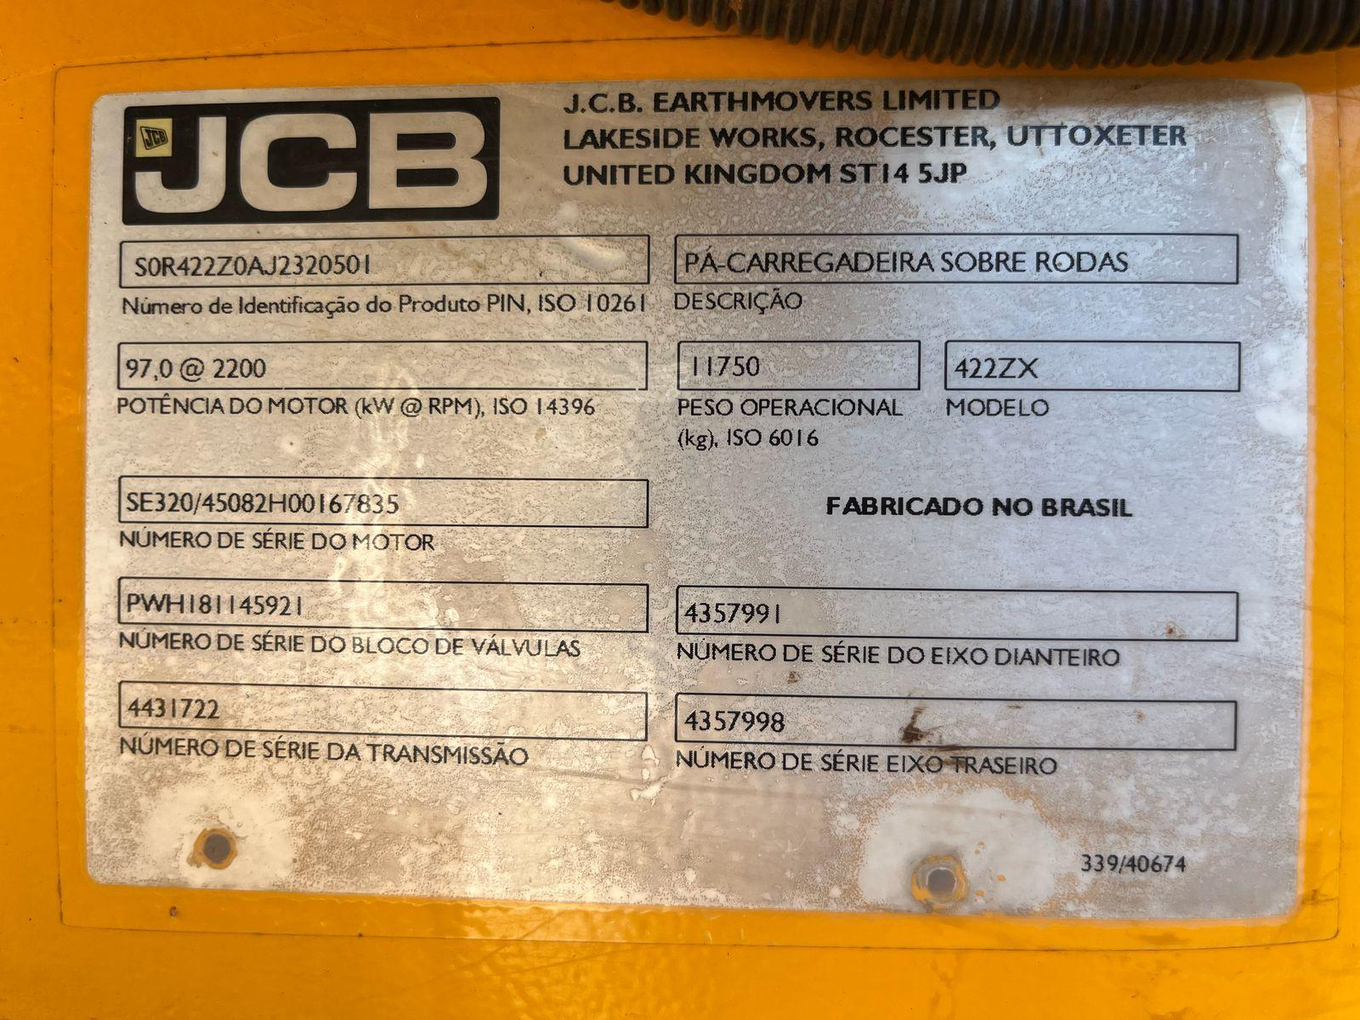 JCB
JCB
J.C.B. EARTHMOVERS LIMITED
LAKESIDE WORKS, ROCESTER, UTTOXETER
UNITED KINGDOM ST14 5JP
S0R422Z0AJ2320501
Número de Identificação do Produto PIN, ISO 10261
PÁ-CARREGADEIRA SOBRE RODAS
DESCRIÇÃO
97,0 @ 2200
POTÊNCIA DO MOTOR (kW @ RPM), ISO 14396
11750
PESO OPERACIONAL
(kg), ISO 6016
422ZX
MODELO
SE320/45082H00167835
NÚMERO DE SÉRIE DO MOTOR
FABRICADO NO BRASIL
PWH181145921
NÚMERO DE SÉRIE DO BLOCO DE VÁLVULAS
4357991
NÚMERO DE SÉRIE DO EIXO DIANTEIRO
4431722
NÚMERO DE SÉRIE DA TRANSMISSÃO
4357998
NÚMERO DE SÉRIE EIXO TRASEIRO
339/40674